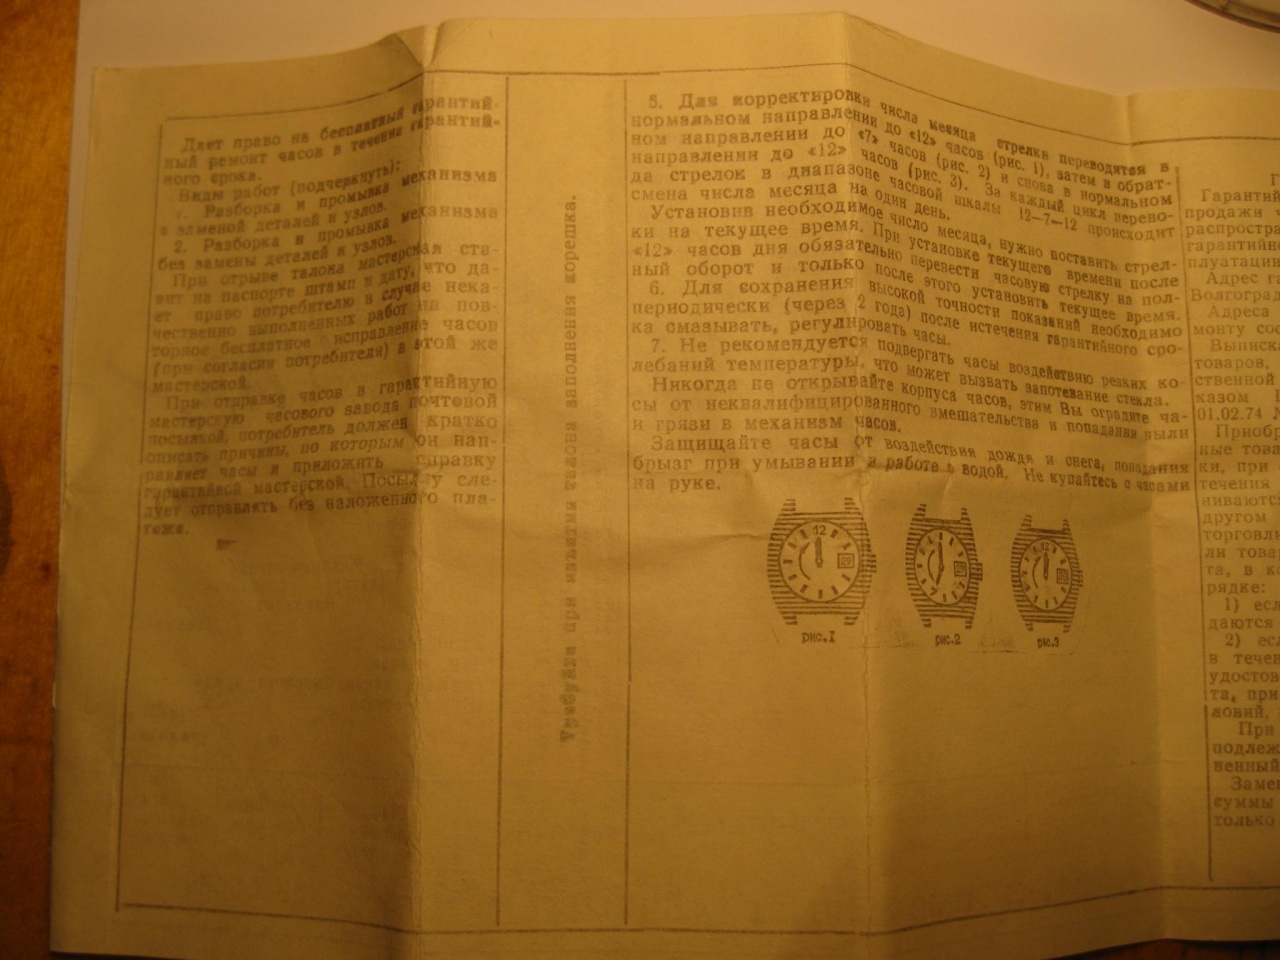 Дает право на бесплатный гарантий-
ный ремонт часов в течение гарантий-
ного срока.
Виды работ (подчеркнуть):
1. Разборка и промывка механизма
с заменой деталей и узлов.
2. Разборка и промывка механизма
без замены деталей и узлов.
При отрыве талона мастерская ста-
вит на паспорте штамп и дату, что да-
ет право потребителю в случае нека-
чественно выполненных работ на пов-
торное бесплатное исправление часов
(при согласии потребителя) в этой же
мастерской.
При отправке часов в гарантийную
мастерскую часового завода почтовой
посылкой, потребитель должен кратко
описать причины, по которым он нап-
равляет часы и приложить справку
гарантийной мастерской. Посылку сле-
дует отправлять без наложенного пла-
тежа.
Требуйте при изъятии талона заполнения корешка.
5. Для корректировки числа месяца стрелки переводятся в
нормальном направлении до «12» часов (рис. 1), затем в обрат-
ном направлении до «7» часов (рис. 2) и снова в нормальном
направлении до «12» часов (рис. 3). За каждый цикл перево-
да стрелок в диапазоне часовой шкалы 12—7—12 происходит
смена числа месяца на один день.
Установив необходимое число месяца, нужно поставить стрел-
ки на текущее время. При установке текущего времени после
«12» часов дня обязательно перевести часовую стрелку на пол-
ный оборот и только после этого установить текущее время.
6. Для сохранения высокой точности показаний необходимо
периодически (через 2 года) после истечения гарантийного сро-
ка смазывать, регулировать часы.
7. Не рекомендуется подвергать часы воздействию резких ко-
лебаний температуры, что может вызвать запотевание стекла.
Никогда не открывайте корпуса часов, этим Вы оградите ча-
сы от неквалифицированного вмешательства и попадания пыли
и грязи в механизм часов.
Защищайте часы от воздействия дождя и снега, попадания
брызг при умывании и работе с водой. Не купайтесь с часами
на руке.
12
7
12
рис.1
рис.2
рис.3
Г
Гарантий
продажи ч
распростра
гарантийно
плуатации
Адрес га
Волгоград
Адреса
монту соо
Выписка
товаров,
ственной
казом
01.02.74
Приобр
ные това
ки, при
течения
ниваются
другом
торговли
ли това
та, в ко
рядке:
1) есл
даются
2) есл
в течен
удостов
та, при
ловий,
При
подлеж
венный
Заме
суммы
только